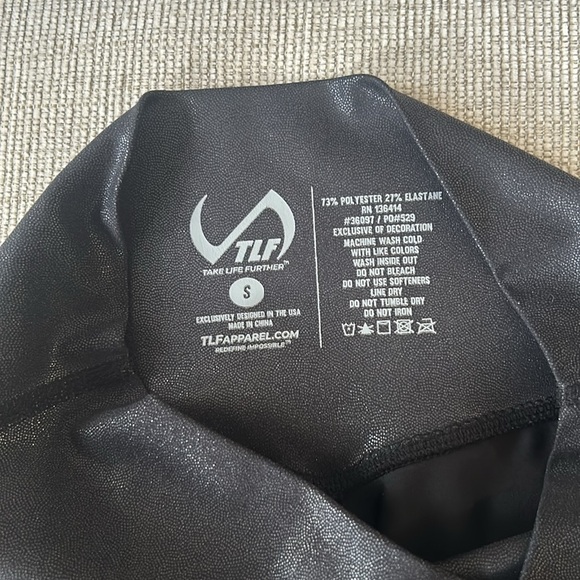 TLF
TAKE LIFE FURTHER™
S
EXCLUSIVELY DESIGNED IN THE USA
MADE IN CHINA
TLFAPPAREL.COM
REDEFINE IMPOSSIBLE™
73% POLYESTER 27% ELASTANE
RN 136414
#36097 / PO#529
EXCLUSIVE OF DECORATION
MACHINE WASH COLD
WITH LIKE COLORS
WASH INSIDE OUT
DO NOT BLEACH
DO NOT USE SOFTENERS
LINE DRY
DO NOT TUMBLE DRY
DO NOT IRON